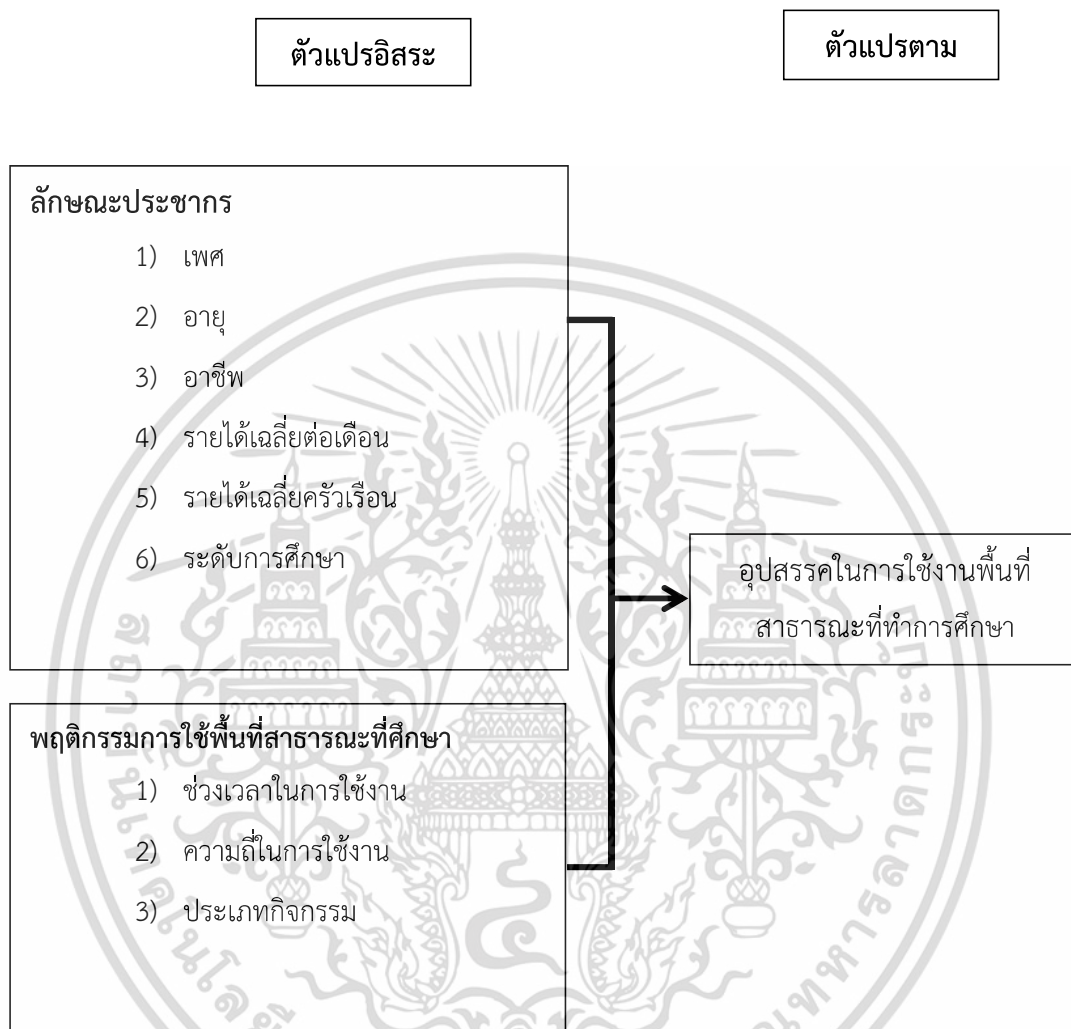 ตัวแปรอิสระ
ตัวแปรตาม
ลักษณะประชากร
1) เพศ
2) อายุ
3) อาชีพ
4) รายได้เฉลี่ยต่อเดือน
5) รายได้เฉลี่ยครัวเรือน
6) ระดับการศึกษา
พฤติกรรมการใช้พื้นที่สาธารณะที่ศึกษา
1) ช่วงเวลาในการใช้งาน
2) ความถี่ในการใช้งาน
3) ประเภทกิจกรรม
อุปสรรคในการใช้งานพื้นที่
สาธารณะที่ทำการศึกษา